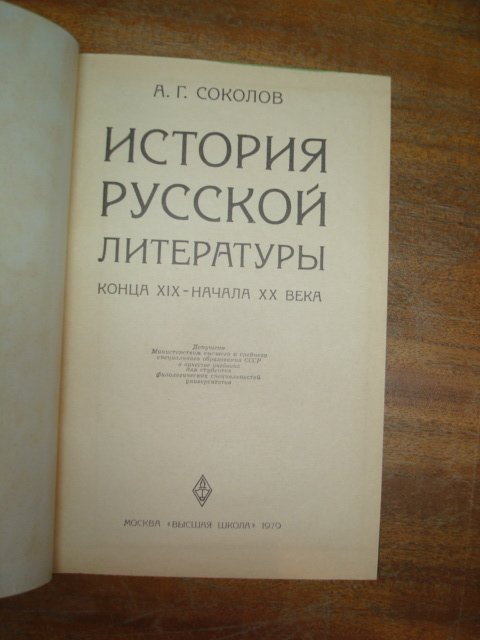 А. Г. СОКОЛОВ
ИСТОРИЯ
РУССКОЙ
ЛИТЕРАТУРЫ
КОНЦА XIX-НАЧАЛА XX ВЕКА
Допущено
Министерством высшего и среднего
специального образования СССР
в качестве учебника
для студентов
филологических специальностей
университетов
МОСКВА «ВЫСШАЯ ШКОЛА» 1979